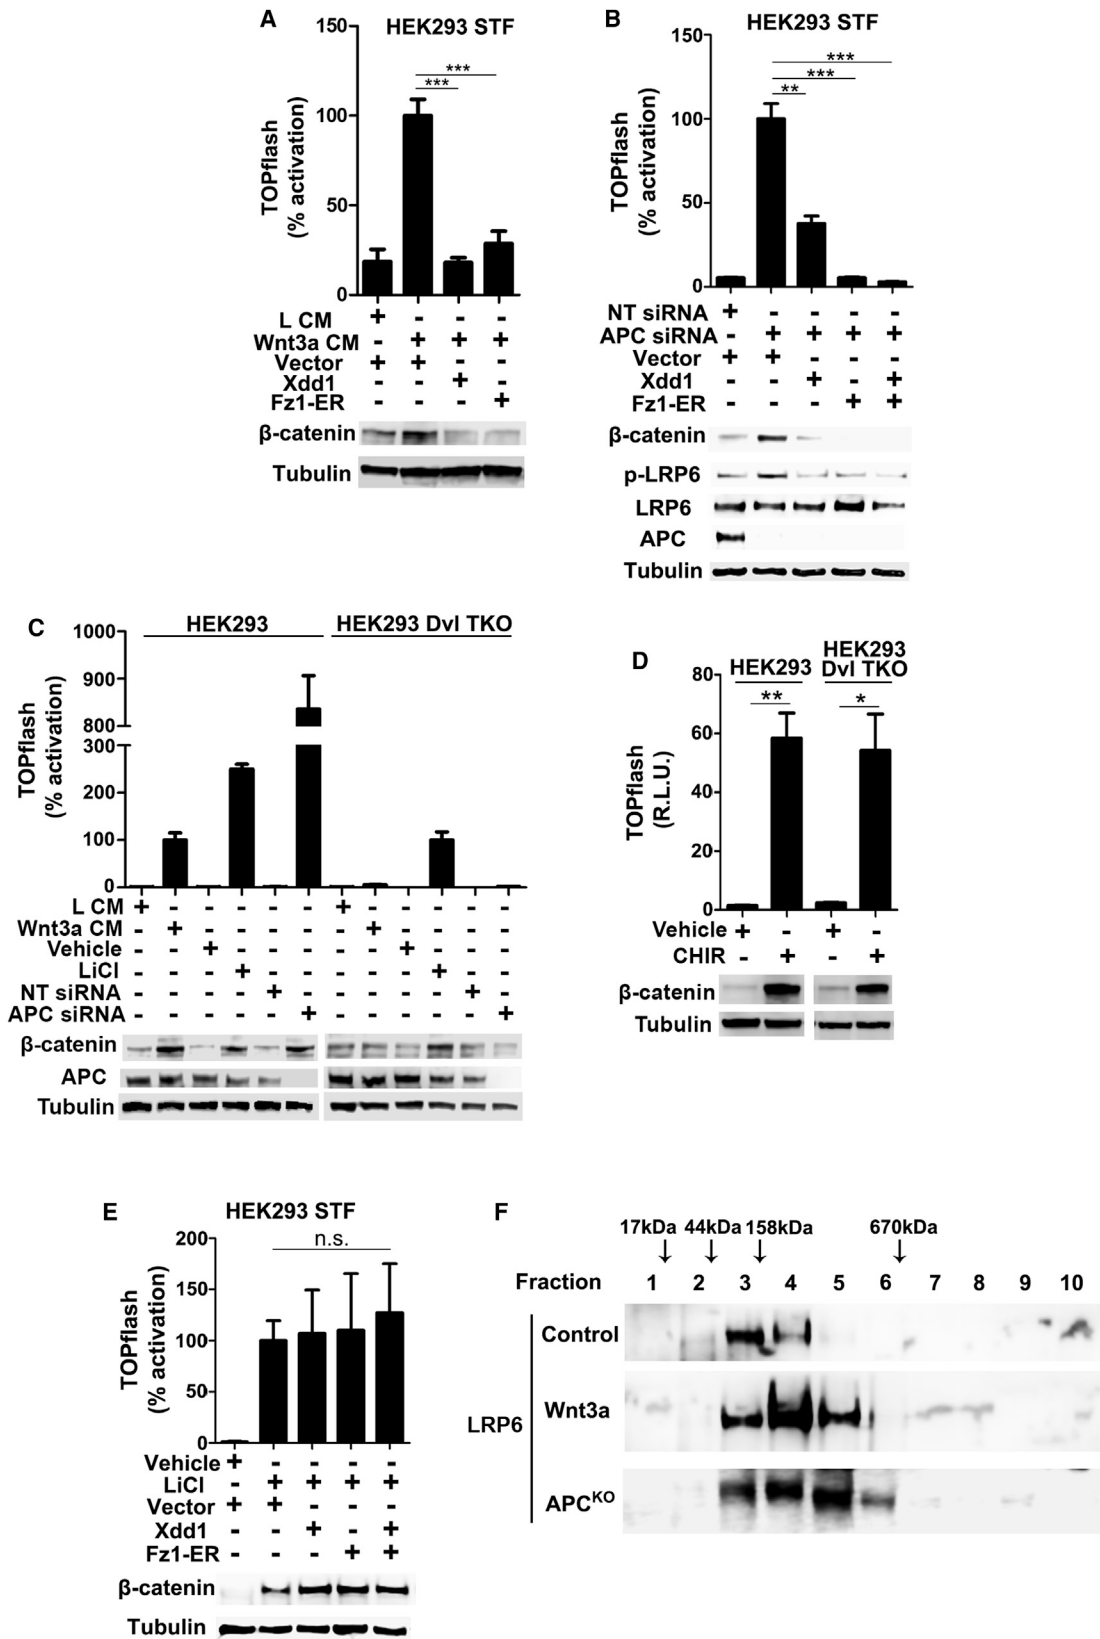 A
HEK293 STF
TOPflash
(% activation)
150
100
50
0
***
***
L CM + - - -
Wnt3a CM - + + +
Vector + + - -
Xdd1 - - + -
Fz1-ER - - - +
β-catenin
Tubulin
B
HEK293 STF
TOPflash
(% activation)
150
100
50
0
***
***
**
NT siRNA + - - - -
APC siRNA - + + + +
Vector + + - - -
Xdd1 - - + - +
Fz1-ER - - - + +
β-catenin
p-LRP6
LRP6
APC
Tubulin
C
HEK293
HEK293 Dvl TKO
TOPflash
(% activation)
1000
900
800
300
200
100
0
L CM + - - - - - + - - - - -
Wnt3a CM - + - - - - - + - - - -
Vehicle - - + - - - - - + - - -
LiCl - - - + - - - - - + - -
NT siRNA - - - - + - - - - - + -
APC siRNA - - - - - + - - - - - +
β-catenin
APC
Tubulin
D
HEK293
HEK293
Dvl TKO
TOPflash
(R.L.U.)
80
60
40
20
0
**
*
Vehicle + - + -
CHIR - + - +
β-catenin
Tubulin
E
HEK293 STF
TOPflash
(% activation)
200
150
100
50
0
n.s.
Vehicle + - - - -
LiCl - + + + +
Vector + + - - -
Xdd1 - - + - +
Fz1-ER - - - + +
β-catenin
Tubulin
F
17kDa 44kDa 158kDa 670kDa
Fraction 1 2 3 4 5 6 7 8 9 10
LRP6
Control
Wnt3a
APCKO